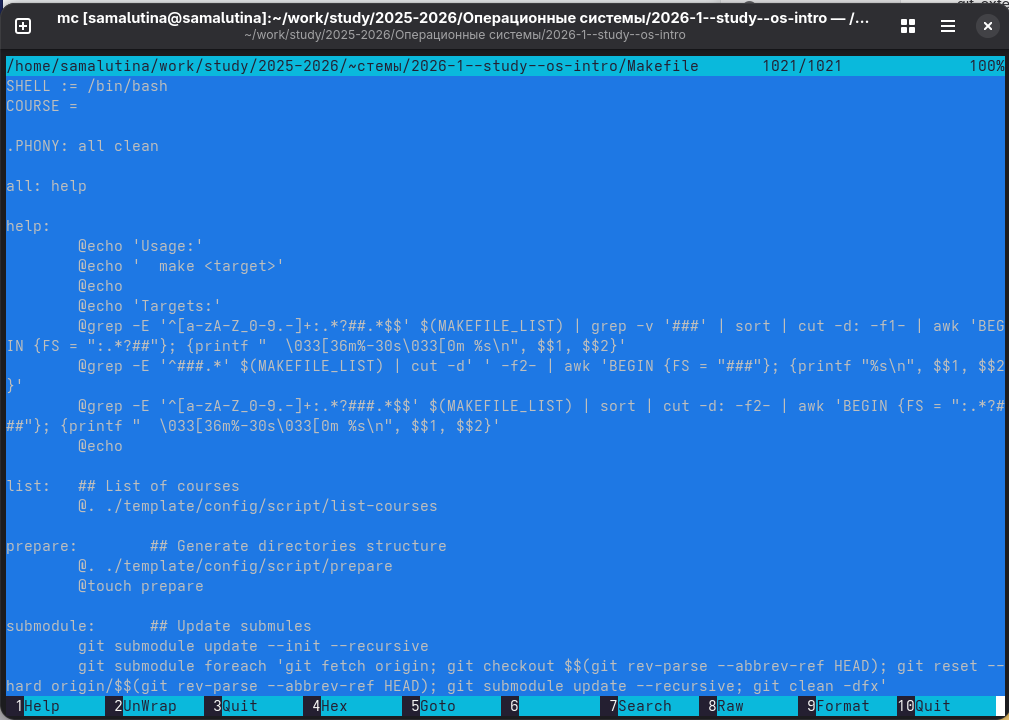 mc [samalutina@samalutina]:~/work/study/2025-2026/Операционные системы/2026-1--study--os-intro — /...
~/work/study/2025-2026/Операционные системы/2026-1--study--os-intro
/home/samalutina/work/study/2025-2026/~стемы/2026-1--study--os-intro/Makefile 1021/1021 100%
SHELL := /bin/bash
COURSE =
.PHONY: all clean
all: help
help:
@echo 'Usage:'
@echo '  make <target>'
@echo
@echo 'Targets:'
@grep -E '^[a-zA-Z_0-9.-]+:.*?##.*$$' $(MAKEFILE_LIST) | grep -v '###' | sort | cut -d: -f1- | awk 'BEG
IN {FS = ":.*?##"}; {printf "  \033[36m%-30s\033[0m %s\n", $$1, $$2}'
@grep -E '^###.*' $(MAKEFILE_LIST) | cut -d' ' -f2- | awk 'BEGIN {FS = "###"}; {printf "%s\n", $$1, $$2
}'
@grep -E '^[a-zA-Z_0-9.-]+:.*?###.*$$' $(MAKEFILE_LIST) | sort | cut -d: -f2- | awk 'BEGIN {FS = ":.*?#
##"}; {printf "  \033[36m%-30s\033[0m %s\n", $$1, $$2}'
@echo
list:   ## List of courses
@. ./template/config/script/list-courses
prepare:        ## Generate directories structure
@. ./template/config/script/prepare
@touch prepare
submodule:      ## Update submules
git submodule update --init --recursive
git submodule foreach 'git fetch origin; git checkout $$(git rev-parse --abbrev-ref HEAD); git reset --
hard origin/$$(git rev-parse --abbrev-ref HEAD); git submodule update --recursive; git clean -dfx'
1Help 2UnWrap 3Quit 4Hex 5Goto 6 7Search 8Raw 9Format 10Quit